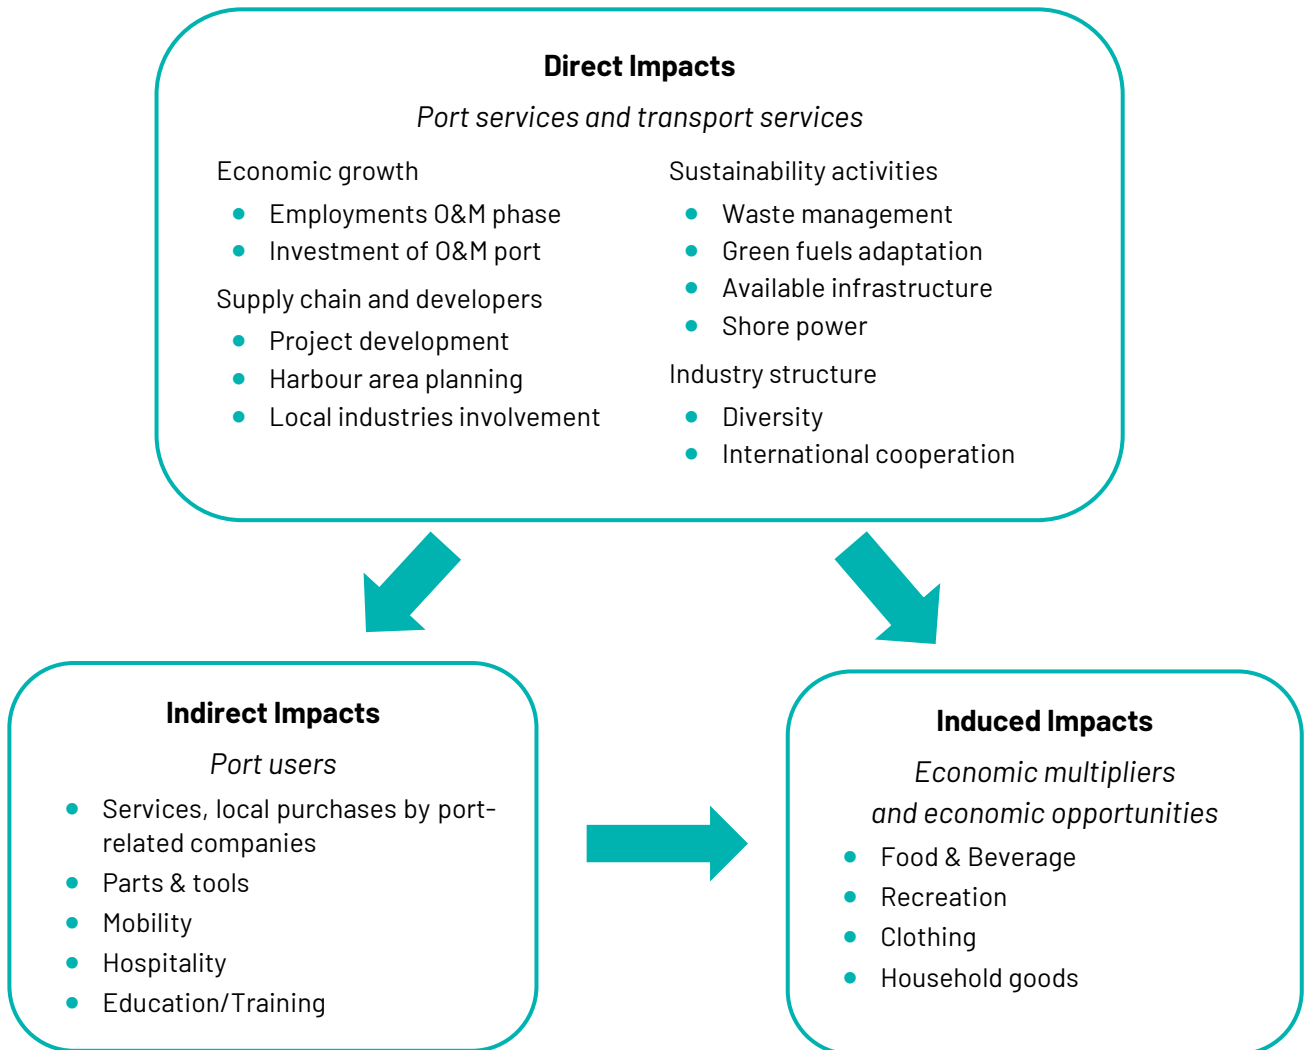 Direct Impacts
Port services and transport services
Economic growth
Employments O&M phase
Investment of O&M port
Supply chain and developers
Project development
Harbour area planning
Local industries involvement
Sustainability activities
Waste management
Green fuels adaptation
Available infrastructure
Shore power
Industry structure
Diversity
International cooperation
Indirect Impacts
Port users
Services, local purchases by port-
related companies
Parts & tools
Mobility
Hospitality
Education/Training
Induced Impacts
Economic multipliers
and economic opportunities
Food & Beverage
Recreation
Clothing
Household goods